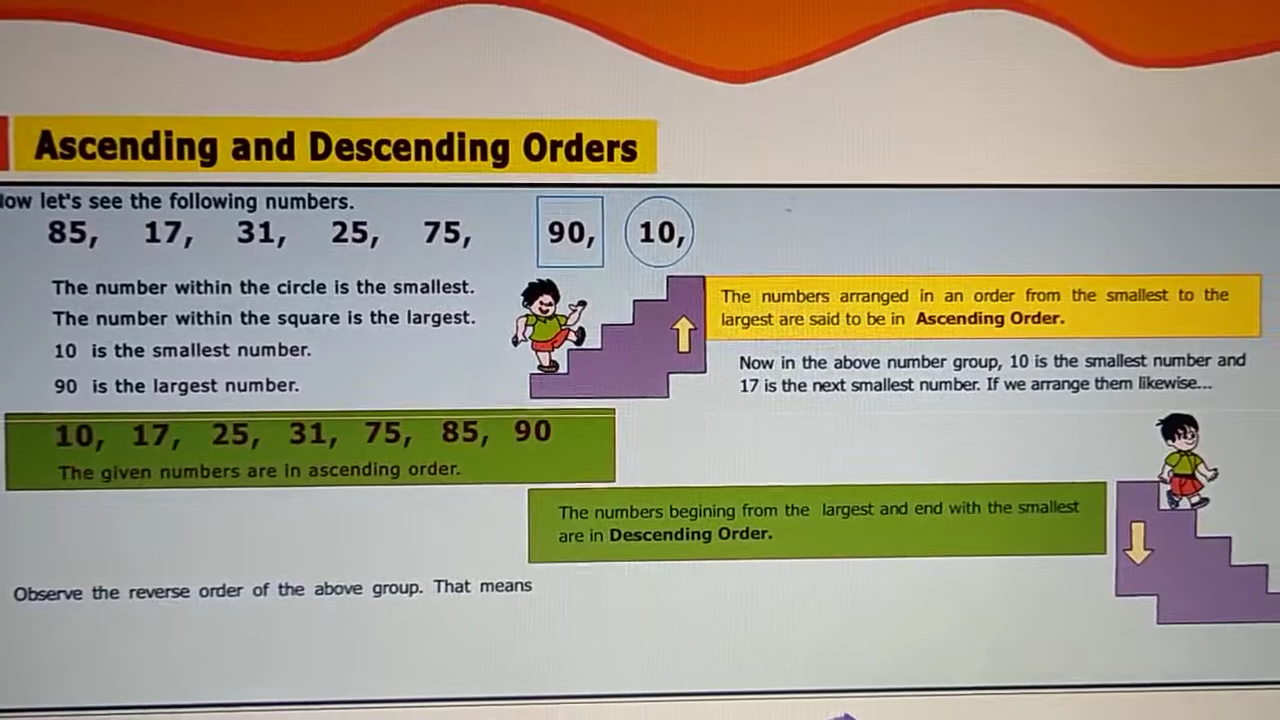 Ascending and Descending Orders
let's see the following numbers.
85, 17, 31, 25, 75, 90, 10,
The number within the circle is the smallest.
The number within the square is the largest.
10 is the smallest number.
90 is the largest number.
The numbers arranged in an order from the smallest to the
largest are said to be in Ascending Order.
Now in the above number group, 10 is the smallest number and
17 is the next smallest number. If we arrange them likewise...
10, 17, 25, 31, 75, 85, 90
The given numbers are in ascending order.
The numbers begining from the largest and end with the smallest
are in Descending Order.
Observe the reverse order of the above group. That means